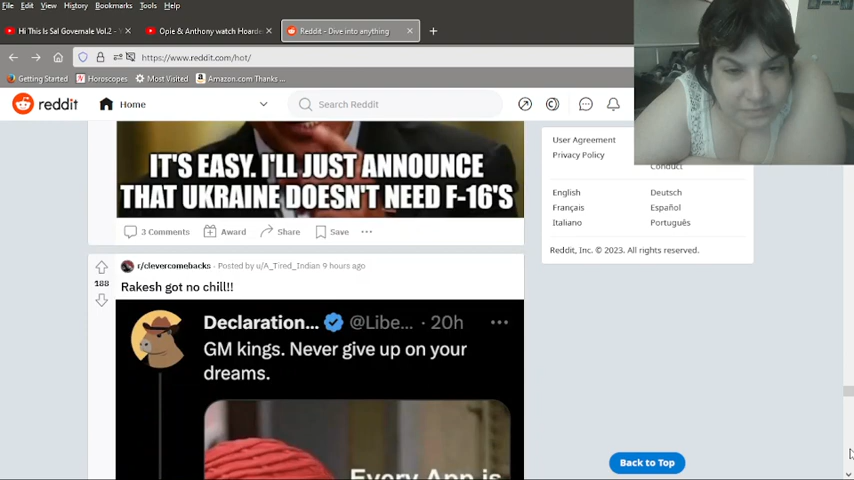 File Edit View History Bookmarks Tools Help
Hi This Is Sal Governale Vol.2 -
Opie & Anthony watch Hoarde
Reddit - Dive into anything
https://www.reddit.com/hot/
Getting Started Horoscopes Most Visited Amazon.com Thanks ...
reddit Home Search Reddit
IT'S EASY. I'LL JUST ANNOUNCE
THAT UKRAINE DOESN'T NEED F-16'S
3 Comments Award Share Save
r/clevercomebacks · Posted by u/A_Tired_Indian 9 hours ago
188
Rakesh got no chill!!
Declaration... @Libe... · 20h
GM kings. Never give up on your
dreams.
Every App is
User Agreement
Privacy Policy
Conduct
English Deutsch
Français Español
Italiano Português
Reddit, Inc. © 2023. All rights reserved.
Back to Top